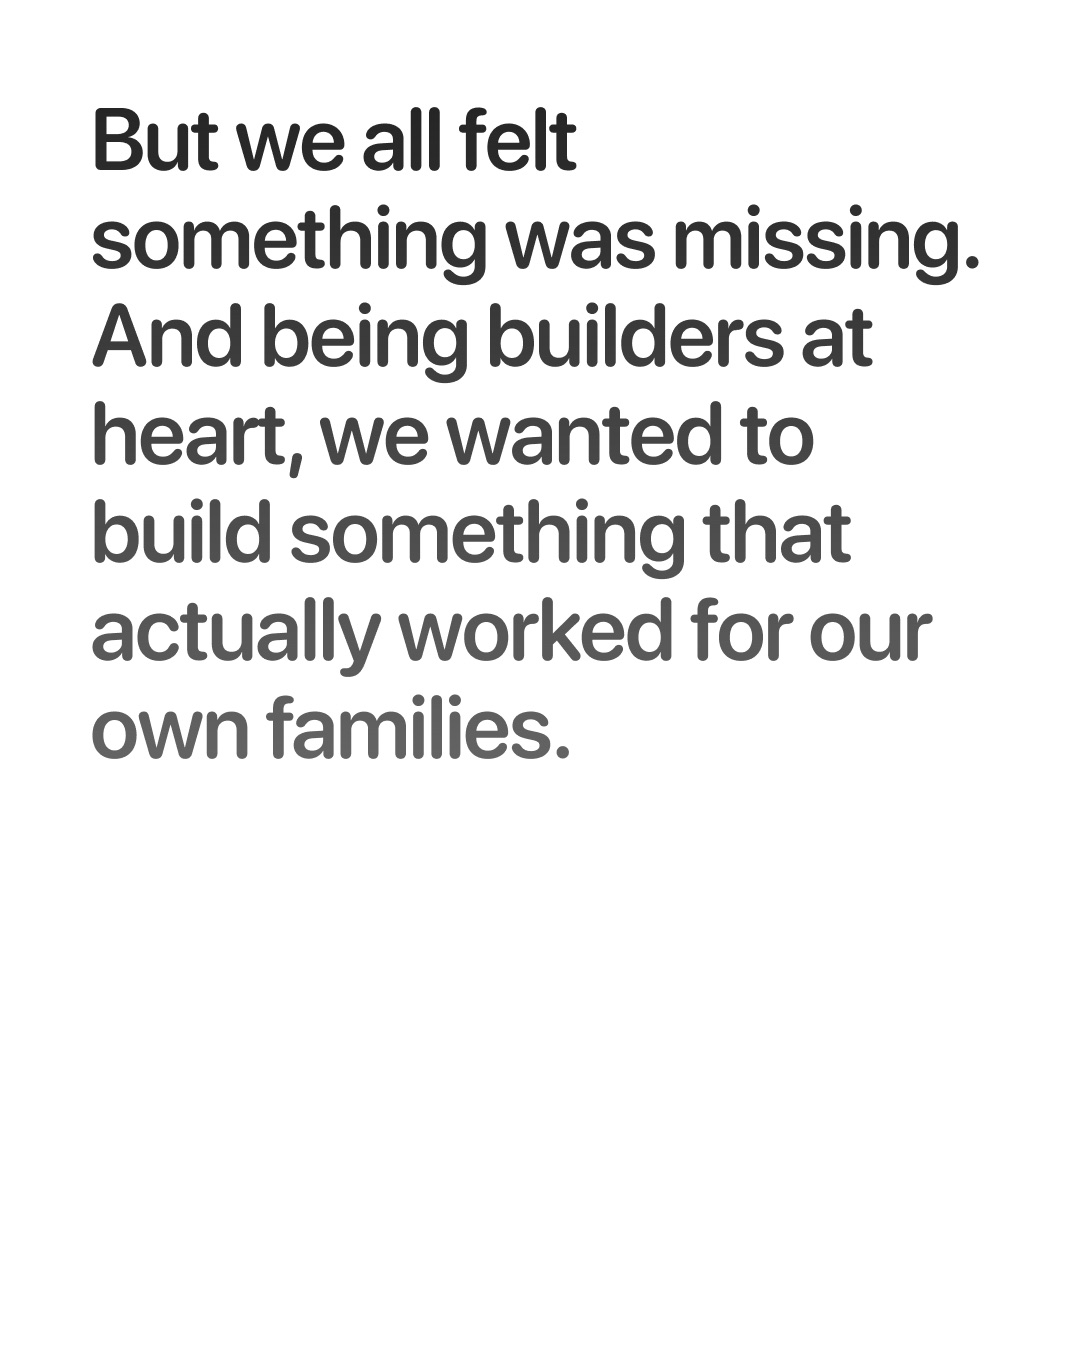 But we all felt
something was missing.
And being builders at
heart, we wanted to
build something that
actually worked for our
own families.